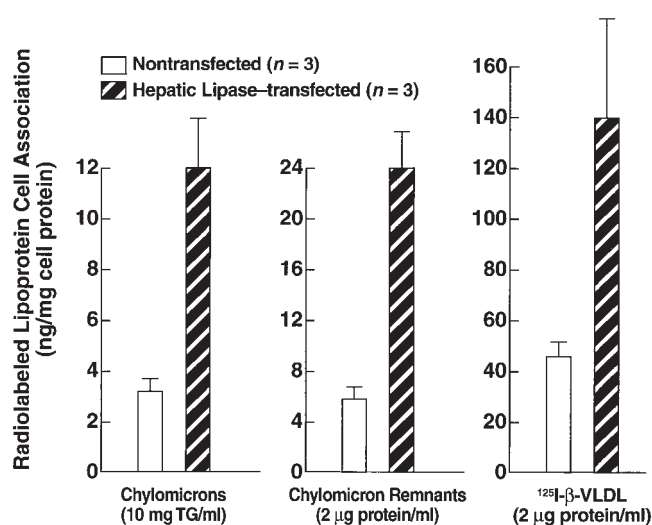 Radiolabeled Lipoprotein Cell Association
(ng/mg cell protein)
Nontransfected (n = 3)
Hepatic Lipase–transfected (n = 3)
12
10
8
6
4
2
0
Chylomicrons
(10 mg TG/ml)
24
20
16
12
8
4
0
Chylomicron Remnants
(2 μg protein/ml)
160
140
120
100
80
60
40
20
0
¹²⁵I-β-VLDL
(2 μg protein/ml)